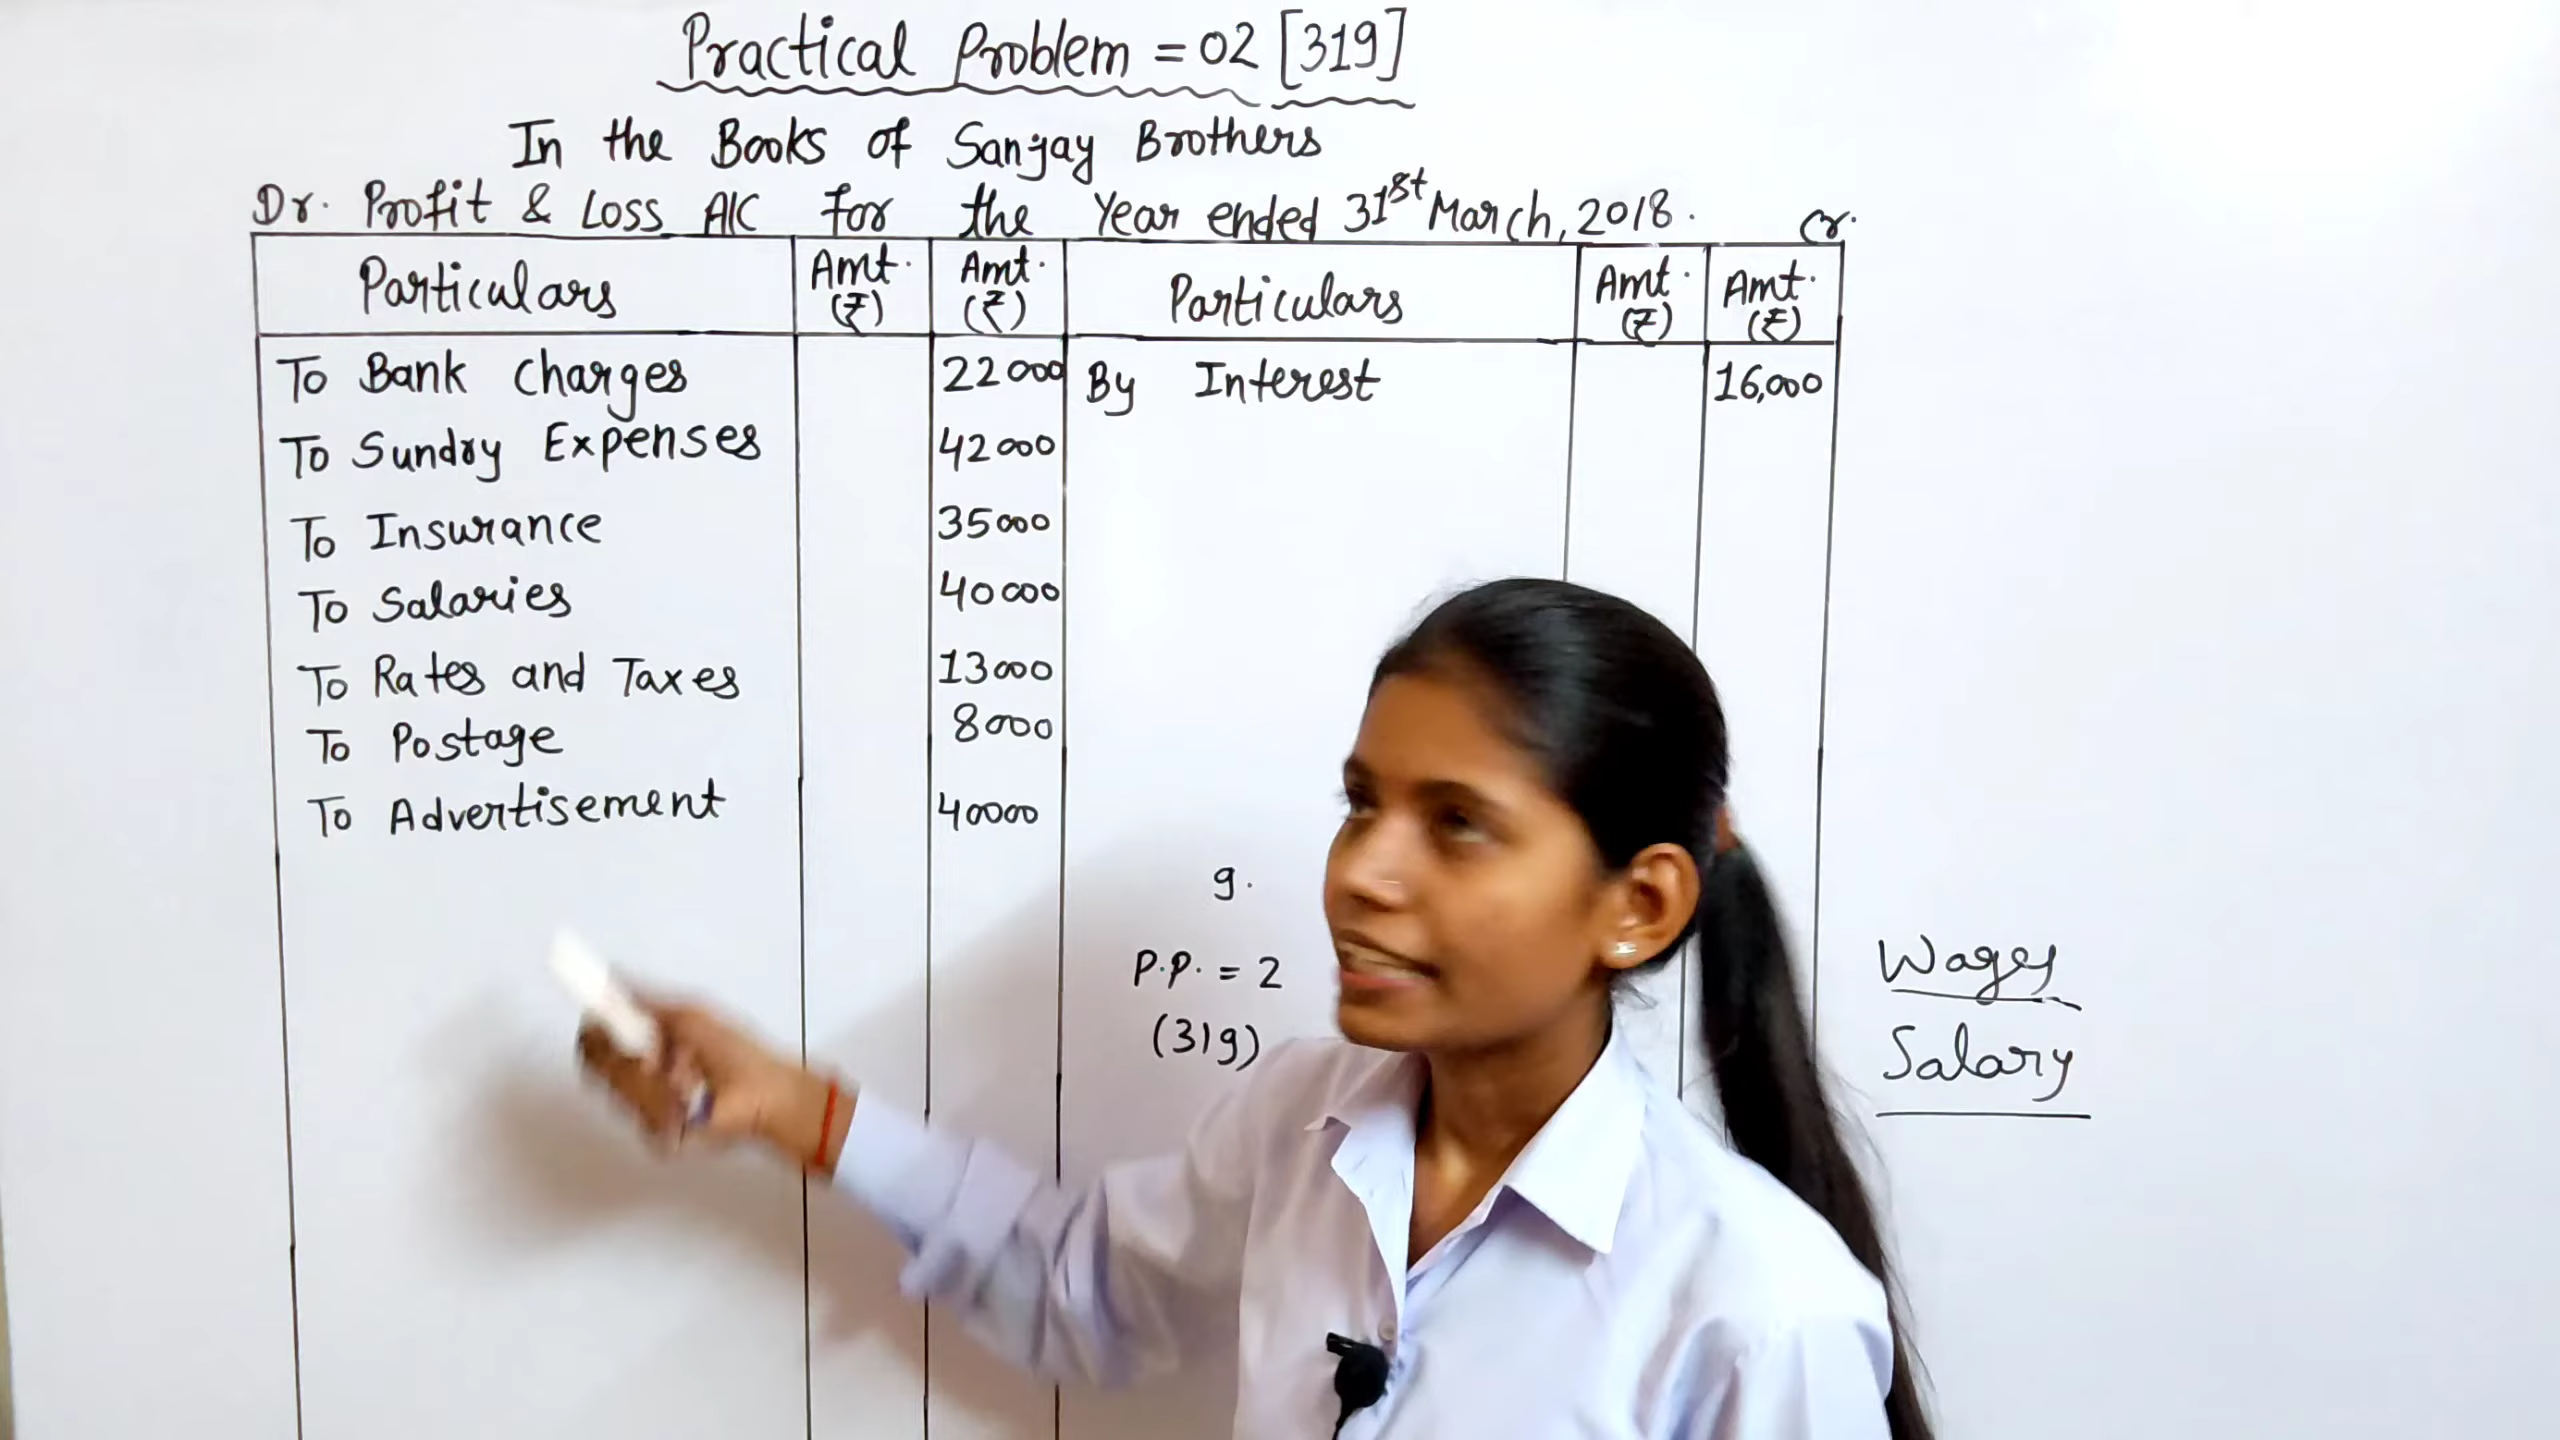 Practical Problem = 02 [319]
In the Books of Sanjay Brothers
Dr. Profit & Loss A/C for the Year ended 31st March, 2018. Cr.
Particulars Amt. (₹) Amt. (₹) Particulars Amt. (₹) Amt. (₹)
To Bank Charges 22000 By Interest 16,000
To Sundry Expenses 42000
To Insurance 35000
To Salaries 40000
To Rates and Taxes 13000
To Postage 8000
To Advertisement 40000
9.
P.P. = 2
(319)
Wages
Salary